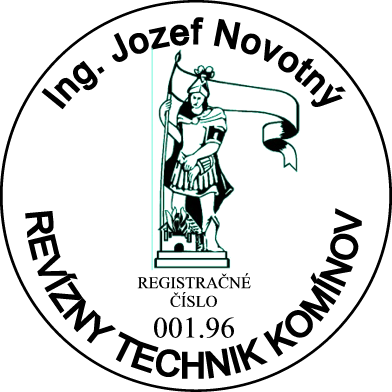 Ing. Jozef Novotný
REGISTRAČNÉ
ČÍSLO
001.96
REVÍZNY TECHNIK KOMÍNOV